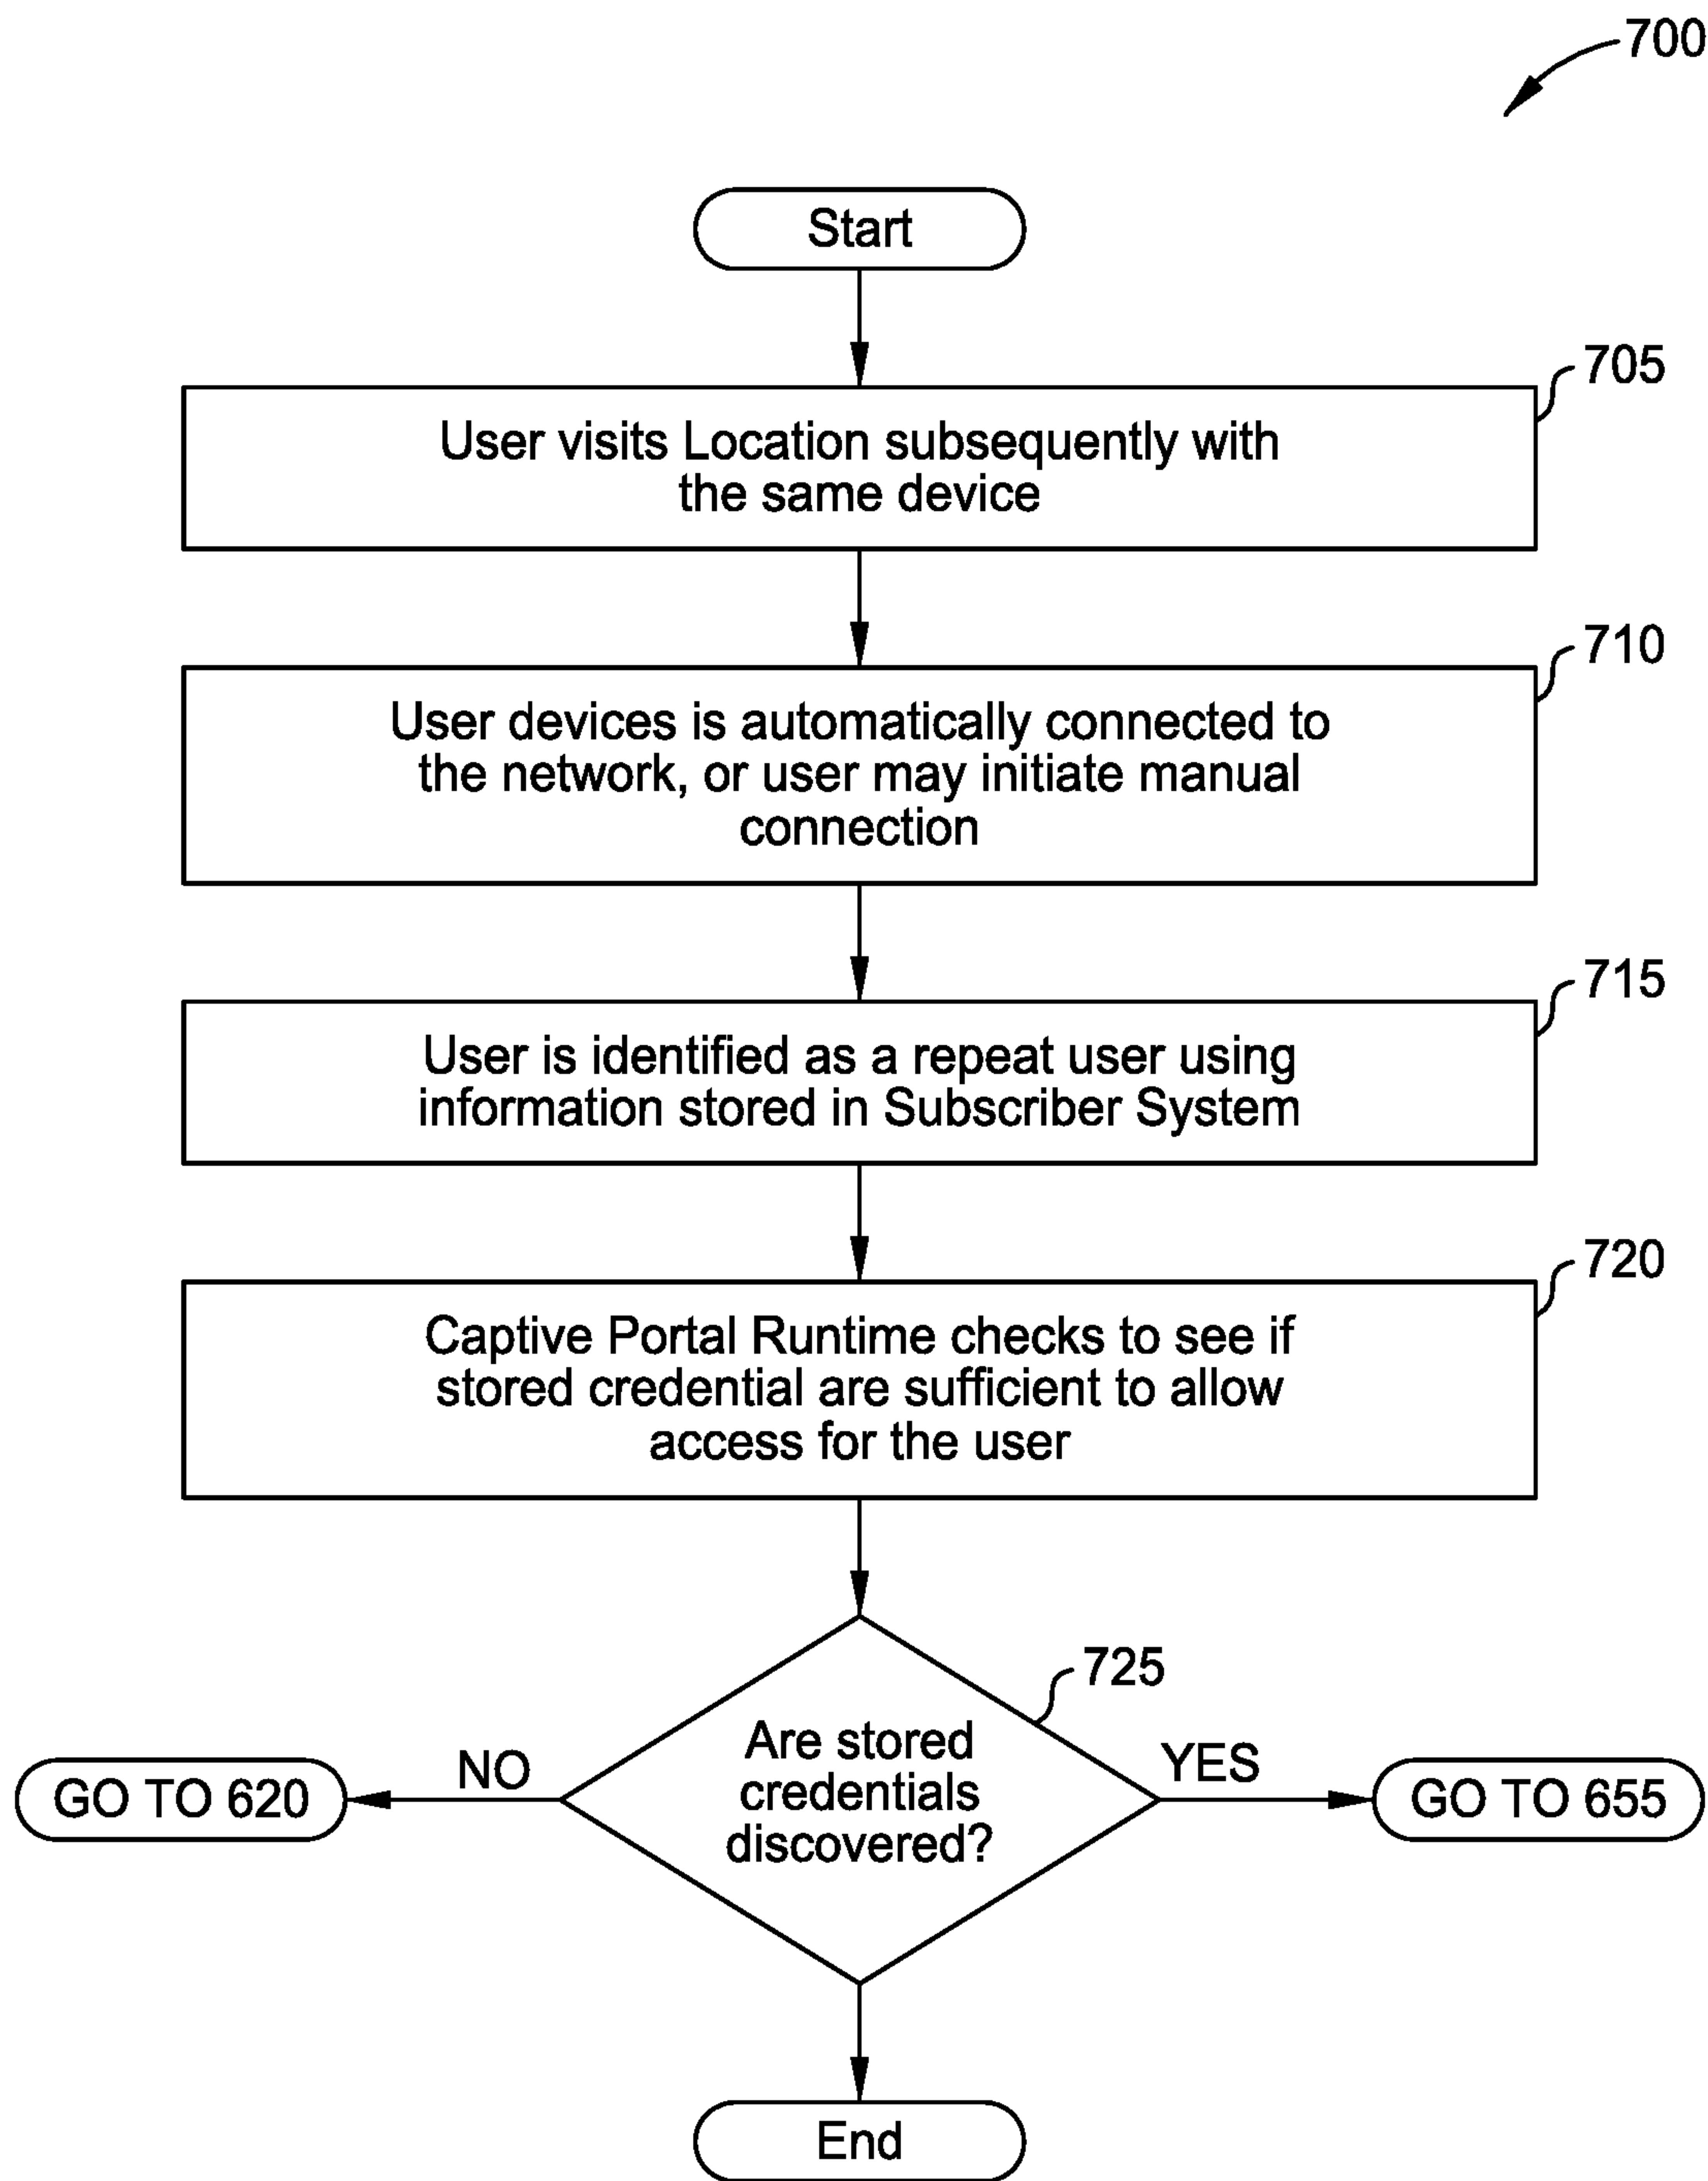 700
Start
705
User visits Location subsequently with
the same device
710
User devices is automatically connected to
the network, or user may initiate manual
connection
715
User is identified as a repeat user using
information stored in Subscriber System
720
Captive Portal Runtime checks to see if
stored credential are sufficient to allow
access for the user
725
Are stored
credentials
discovered?
NO
GO TO 620
YES
GO TO 655
End